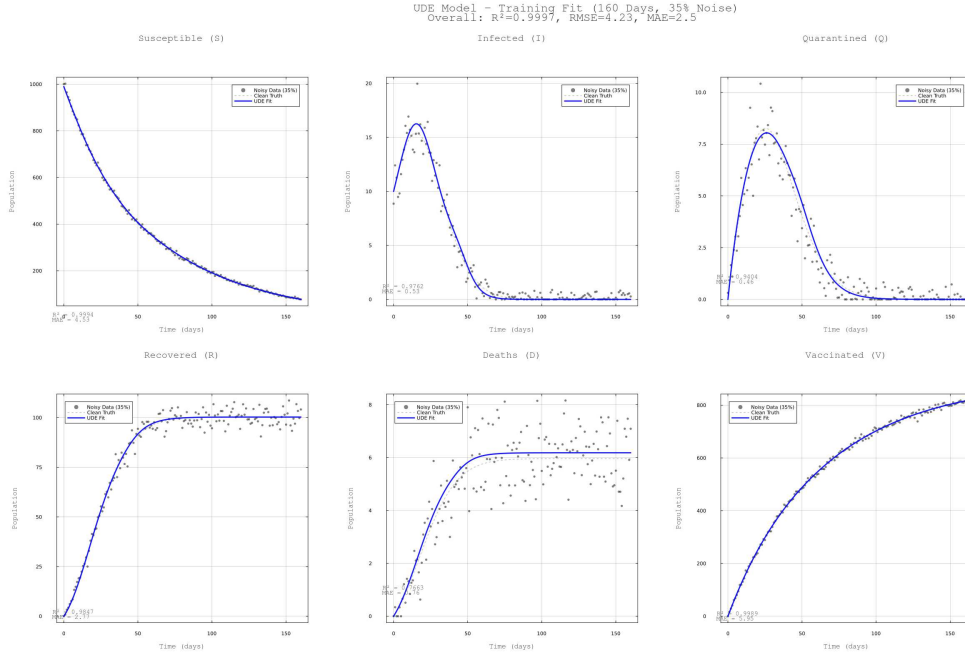 UDE Model - Training Fit (160 Days, 35% Noise)
Overall: R²=0.9997, RMSE=4.23, MAE=2.5
Susceptible (S)
Infected (I)
Quarantined (Q)
Noisy Data (35%)
Clean Truth
UDE Fit
Noisy Data (35%)
Clean Truth
UDE Fit
Noisy Data (35%)
Clean Truth
UDE Fit
Population
1000
800
600
400
200
0
50
100
150
R² = 0.9994
MAE = 4.53
Time (days)
Population
20
15
10
5
0
0
50
100
150
R² = 0.9762
MAE = 0.53
Time (days)
Population
10.0
7.5
5.0
2.5
0.0
0
50
100
150
R² = 0.9404
MAE = 0.46
Time (days)
Recovered (R)
Deaths (D)
Vaccinated (V)
Noisy Data (35%)
Clean Truth
UDE Fit
Noisy Data (35%)
Clean Truth
UDE Fit
Noisy Data (35%)
Clean Truth
UDE Fit
Population
100
75
50
25
0
0
50
100
150
R² = 0.9847
MAE = 2.77
Time (days)
Population
8
6
4
2
0
0
50
100
150
MAE
Time (days)
Population
800
600
400
200
0
0
50
100
150
R² = 0.9989
MAE = 5.95
Time (days)